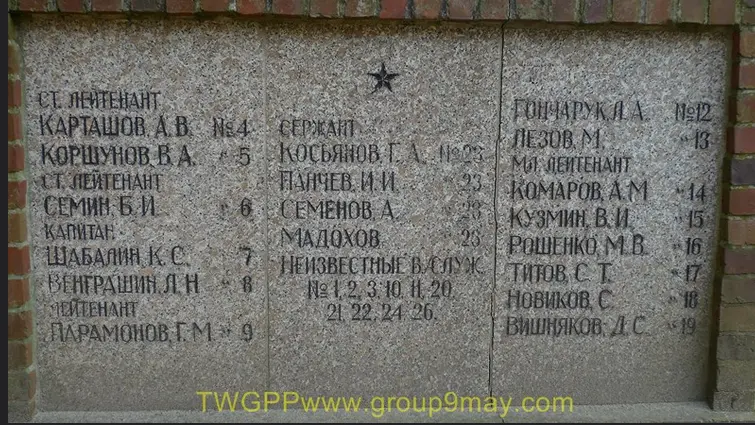 СТ. ЛЕЙТЕНАНТ
КАРТАШОВ, А. В. №4
КОРШУНОВ, В. А. " 5
СТ. ЛЕЙТЕНАНТ
СЕМИН, Б. И. " 6
КАПИТАН
ШАБАЛИН, К. С. 7
ВЕНГРАШИН, Л. Н " 8
ЛЕЙТЕНАНТ
ПАРАМОНОВ, Г. М " 9
СЕРЖАНТ
КОСЬЯНОВ, Г. А. №23
ПАНЧЕВ, И. И. 23
СЕМЕНОВ, А. " 23
МАДОХОВ. 23
НЕИЗВЕСТНЫЕ В/СЛУЖ.
№ 1, 2, 3, 10, 11, 20,
21, 22, 24, 26.
ГОНЧАРУК, Л. А. №12
ЛЕЗОВ, М. " 13
МЛ. ЛЕЙТЕНАНТ
КОМАРОВ, А. М " 14
КУЗМИН, В. И. " 15
РОШЕНКО, М. В. " 16
ТИТОВ, С. Т. " 17
НОВИКОВ, С. " 18
ВИШНЯКОВ, Д. С. " 19
TWGPPwww.group9may.com